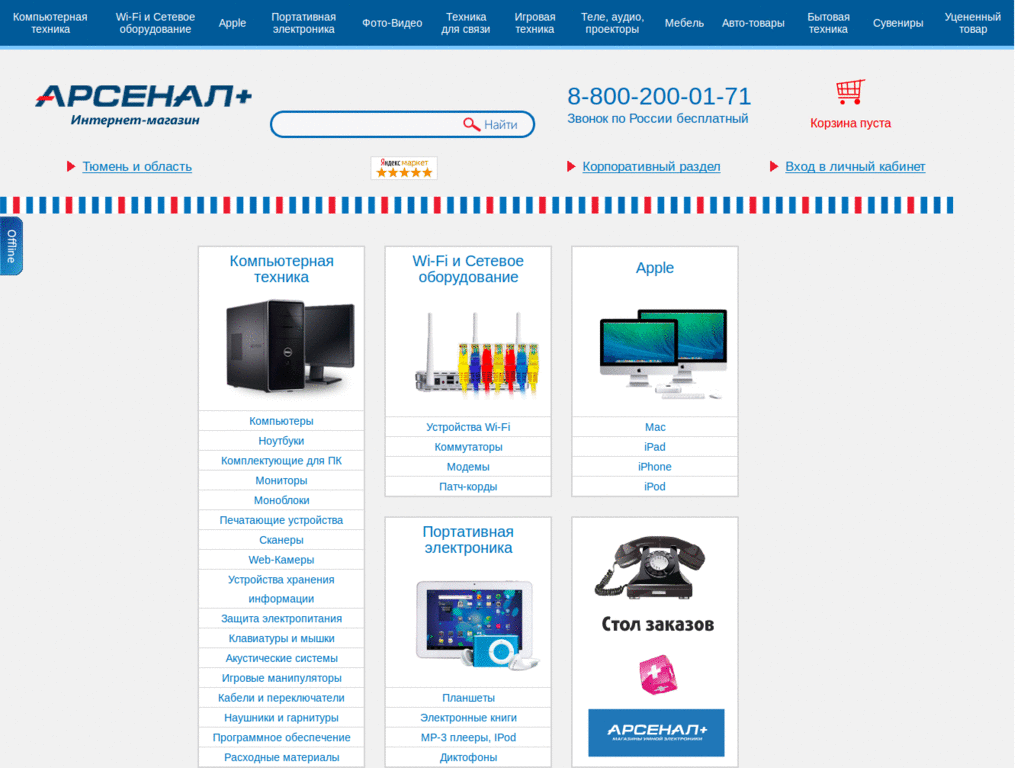 Компьютерная
техника
Wi-Fi и Сетевое
оборудование
Apple
Портативная
электроника
Фото-Видео
Техника
для связи
Игровая
техника
Теле, аудио,
проекторы
Мебель
Авто-товары
Бытовая
техника
Сувениры
Уцененный
товар
АРСЕНАЛ+
Интернет-магазин
Найти
8-800-200-01-71
Звонок по России бесплатный
Корзина пуста
Тюмень и область
Яндекс маркет
Корпоративный раздел
Вход в личный кабинет
Offline
Компьютерная
техника
Компьютеры
Ноутбуки
Комплектующие для ПК
Мониторы
Моноблоки
Печатающие устройства
Сканеры
Web-Камеры
Устройства хранения
информации
Защита электропитания
Клавиатуры и мышки
Акустические системы
Игровые манипуляторы
Кабели и переключатели
Наушники и гарнитуры
Программное обеспечение
Расходные материалы
Wi-Fi и Сетевое
оборудование
Устройства Wi-Fi
Коммутаторы
Модемы
Патч-корды
Apple
Mac
iPad
iPhone
iPod
Портативная
электроника
Планшеты
Электронные книги
MP-3 плееры, IPod
Диктофоны
Стол заказов
АРСЕНАЛ+
МАГАЗИНЫ УМНОЙ ЭЛЕКТРОНИКИ